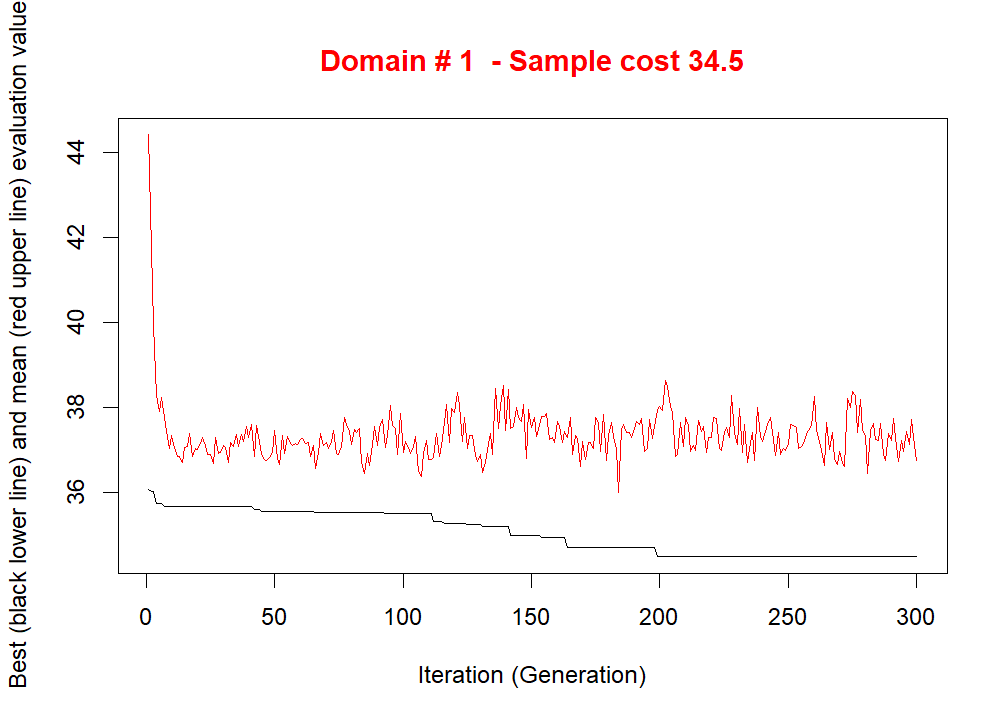 Domain # 1  - Sample cost 34.5
Best (black lower line) and mean (red upper line) evaluation value
44
42
40
38
36
0 50 100 150 200 250 300
Iteration (Generation)